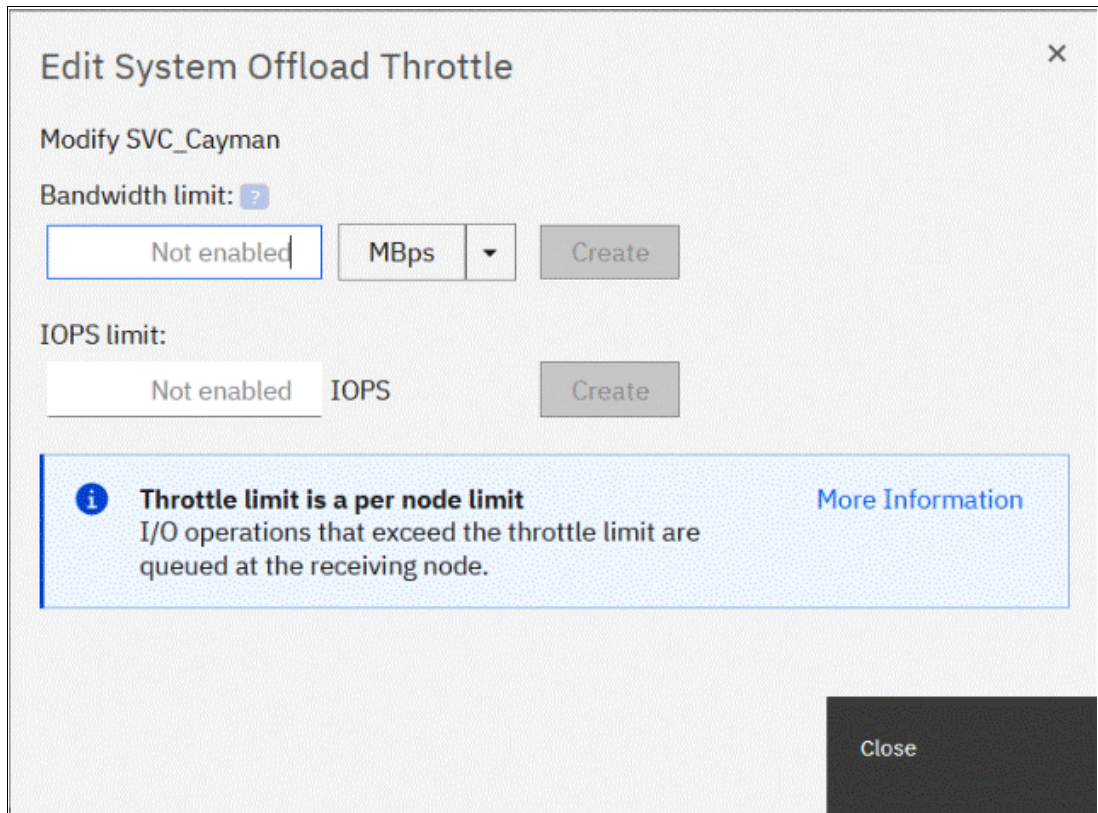 Edit System Offload Throttle
Modify SVC_Cayman
Bandwidth limit: ?
Not enabled MBps Create
IOPS limit:
Not enabled IOPS Create
Throttle limit is a per node limit More Information
I/O operations that exceed the throttle limit are
queued at the receiving node.
Close